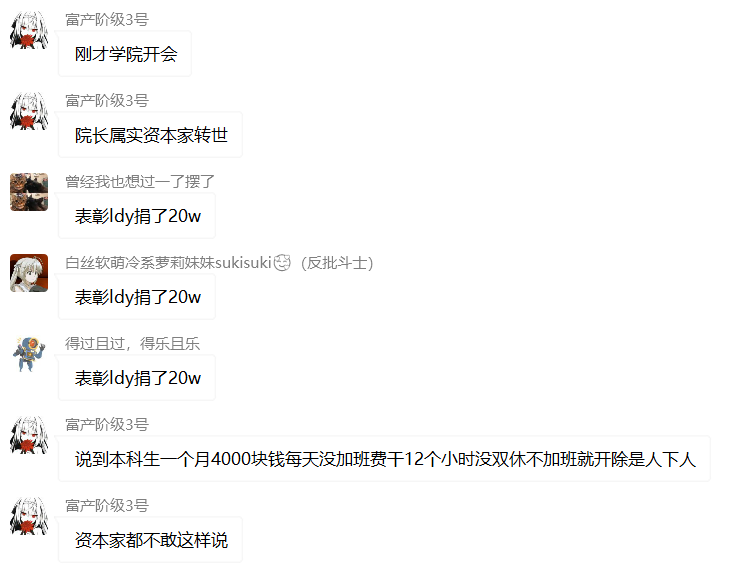 富产阶级3号
刚才学院开会
富产阶级3号
院长属实资本家转世
曾经我也想过一了摆了
表彰ldy捐了20w
白丝软萌冷系萝莉妹妹sukisuki😇（反批斗士）
表彰ldy捐了20w
得过且过，得乐且乐
表彰ldy捐了20w
富产阶级3号
说到本科生一个月4000块钱每天没加班费干12个小时没双休不加班就开除是人下人
富产阶级3号
资本家都不敢这样说